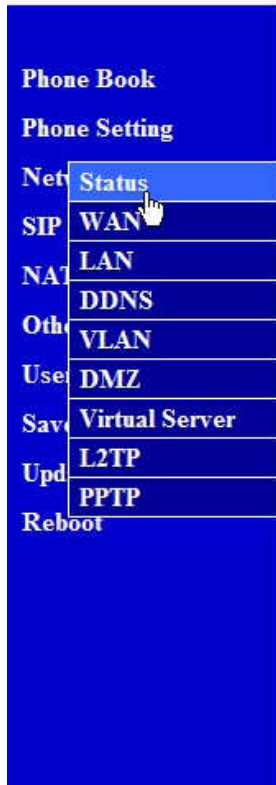 Phone Book
Phone Setting
Netw
Status
SIP
WAN
LAN
NAT
DDNS
Othe
VLAN
User
DMZ
Save
Virtual Server
L2TP
Upd
PPTP
Reboot